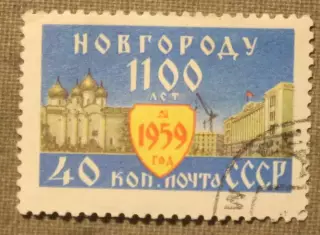 НОВГОРОДУ
1100
ЛЕТ
1959
ГОД
40 КОП. ПОЧТА СССР